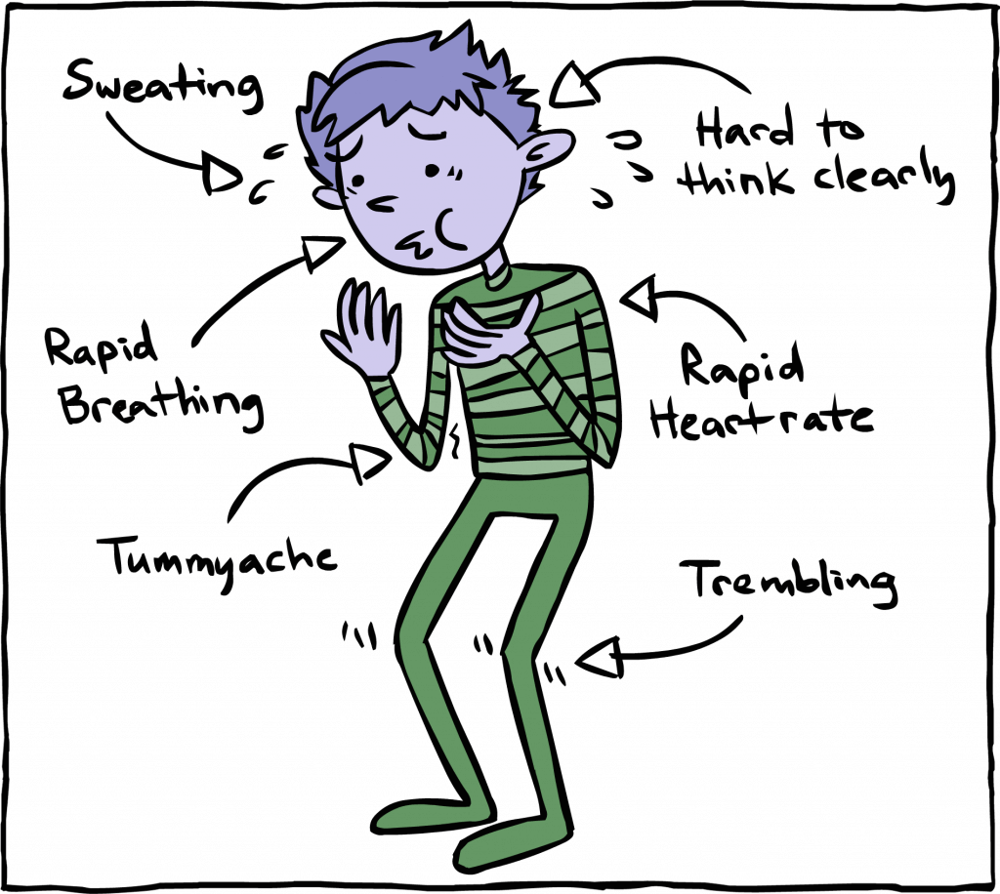 Sweating
Hard to
think clearly
Rapid
Breathing
Rapid
Heartrate
Tummyache
Trembling